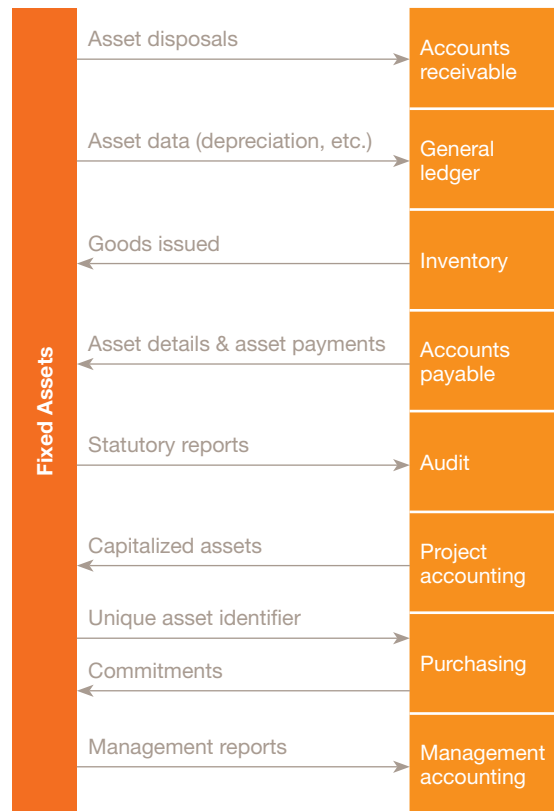 Fixed Assets
Asset disposals
Accounts
receivable
Asset data (depreciation, etc.)
General
ledger
Goods issued
Inventory
Asset details & asset payments
Accounts
payable
Statutory reports
Audit
Capitalized assets
Project
accounting
Unique asset identifier
Purchasing
Commitments
Management reports
Management
accounting